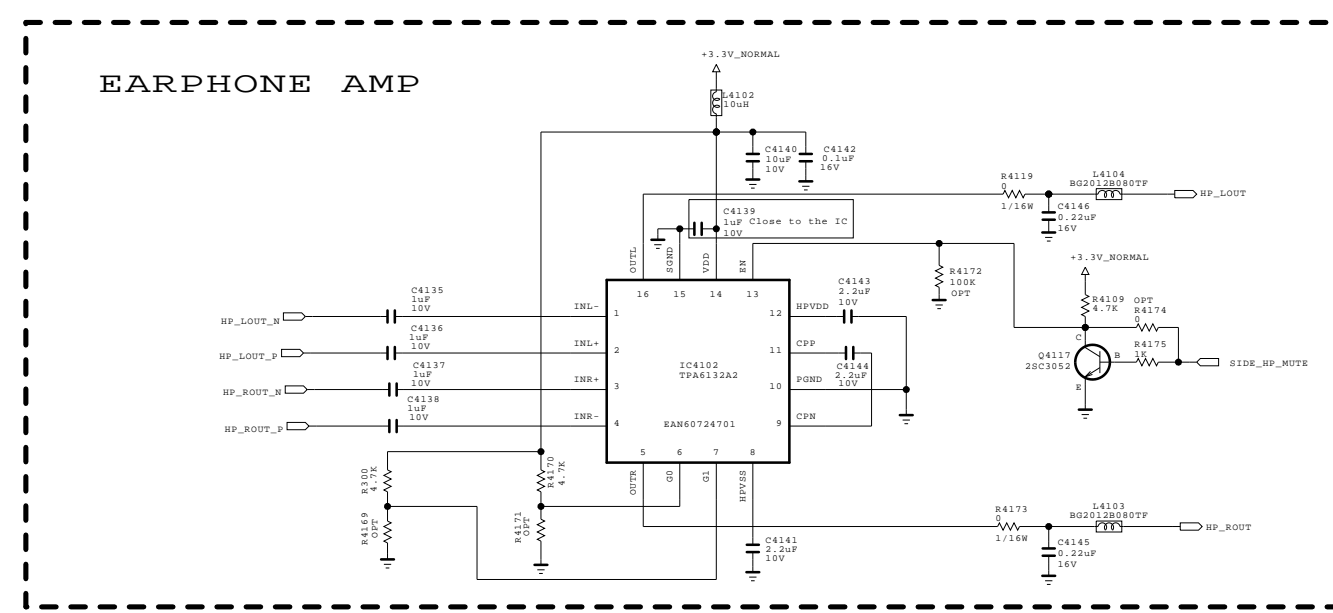 EARPHONE AMP
+3.3V_NORMAL
L4102
10uH
C4140
10uF
10V
C4142
0.1uF
16V
R4119
0
1/16W
L4104
BG2012B080TF
HP_LOUT
C4146
0.22uF
16V
C4139
1uF Close to the IC
10V
OUTL
SGND
VDD
EN
R4172
100K
OPT
+3.3V_NORMAL
R4109
4.7K
OPT
R4174
0
R4175
1K
C
B
E
Q4117
2SC3052
SIDE_HP_MUTE
16
15
14
13
C4143
2.2uF
10V
HP_LOUT_N
C4135
1uF
10V
INL-
1
12
HPVDD
HP_LOUT_P
C4136
1uF
10V
INL+
2
11
CPP
C4144
2.2uF
10V
IC4102
TPA6132A2
HP_ROUT_N
C4137
1uF
10V
INR+
3
10
PGND
HP_ROUT_P
C4138
1uF
10V
INR-
4
EAN60724701
9
CPN
5
6
7
8
OUTR
G0
G1
HPVSS
R300
4.7K
R4170
4.7K
R4169
OPT
R4171
OPT
C4141
2.2uF
10V
R4173
0
1/16W
L4103
BG2012B080TF
HP_ROUT
C4145
0.22uF
16V